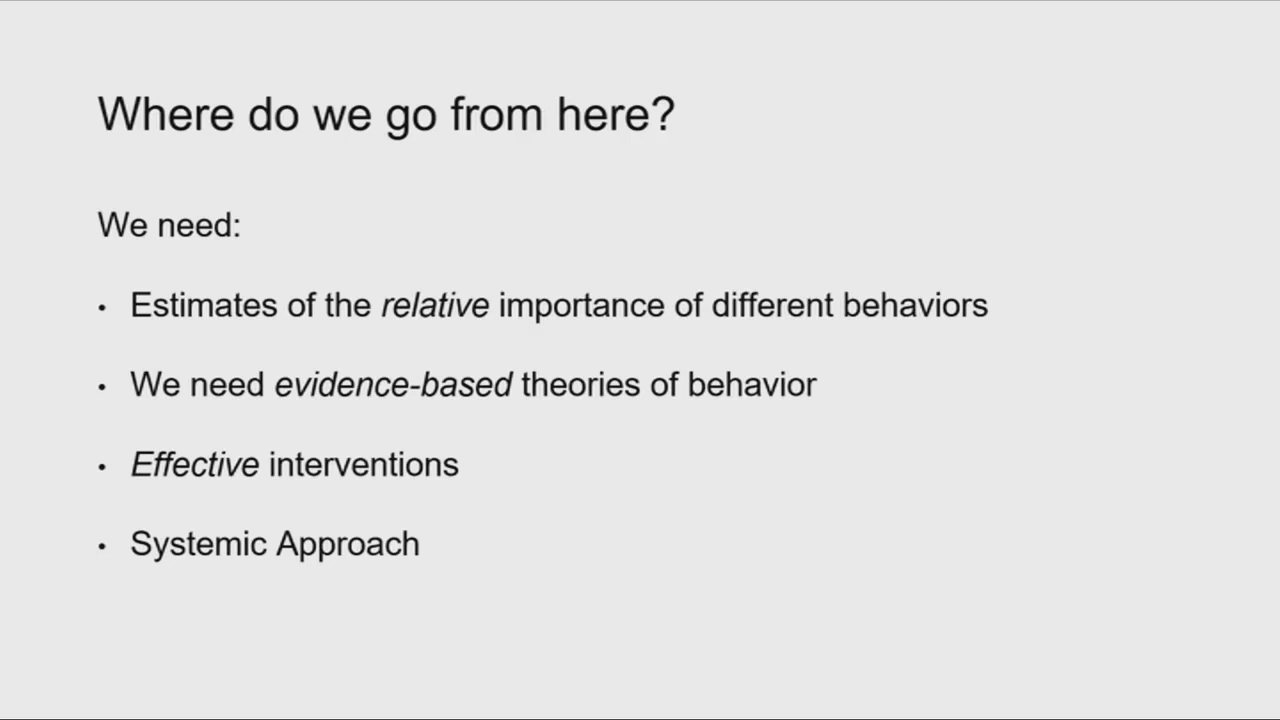 Where do we go from here?
We need:
• Estimates of the relative importance of different behaviors
• We need evidence-based theories of behavior
• Effective interventions
• Systemic Approach